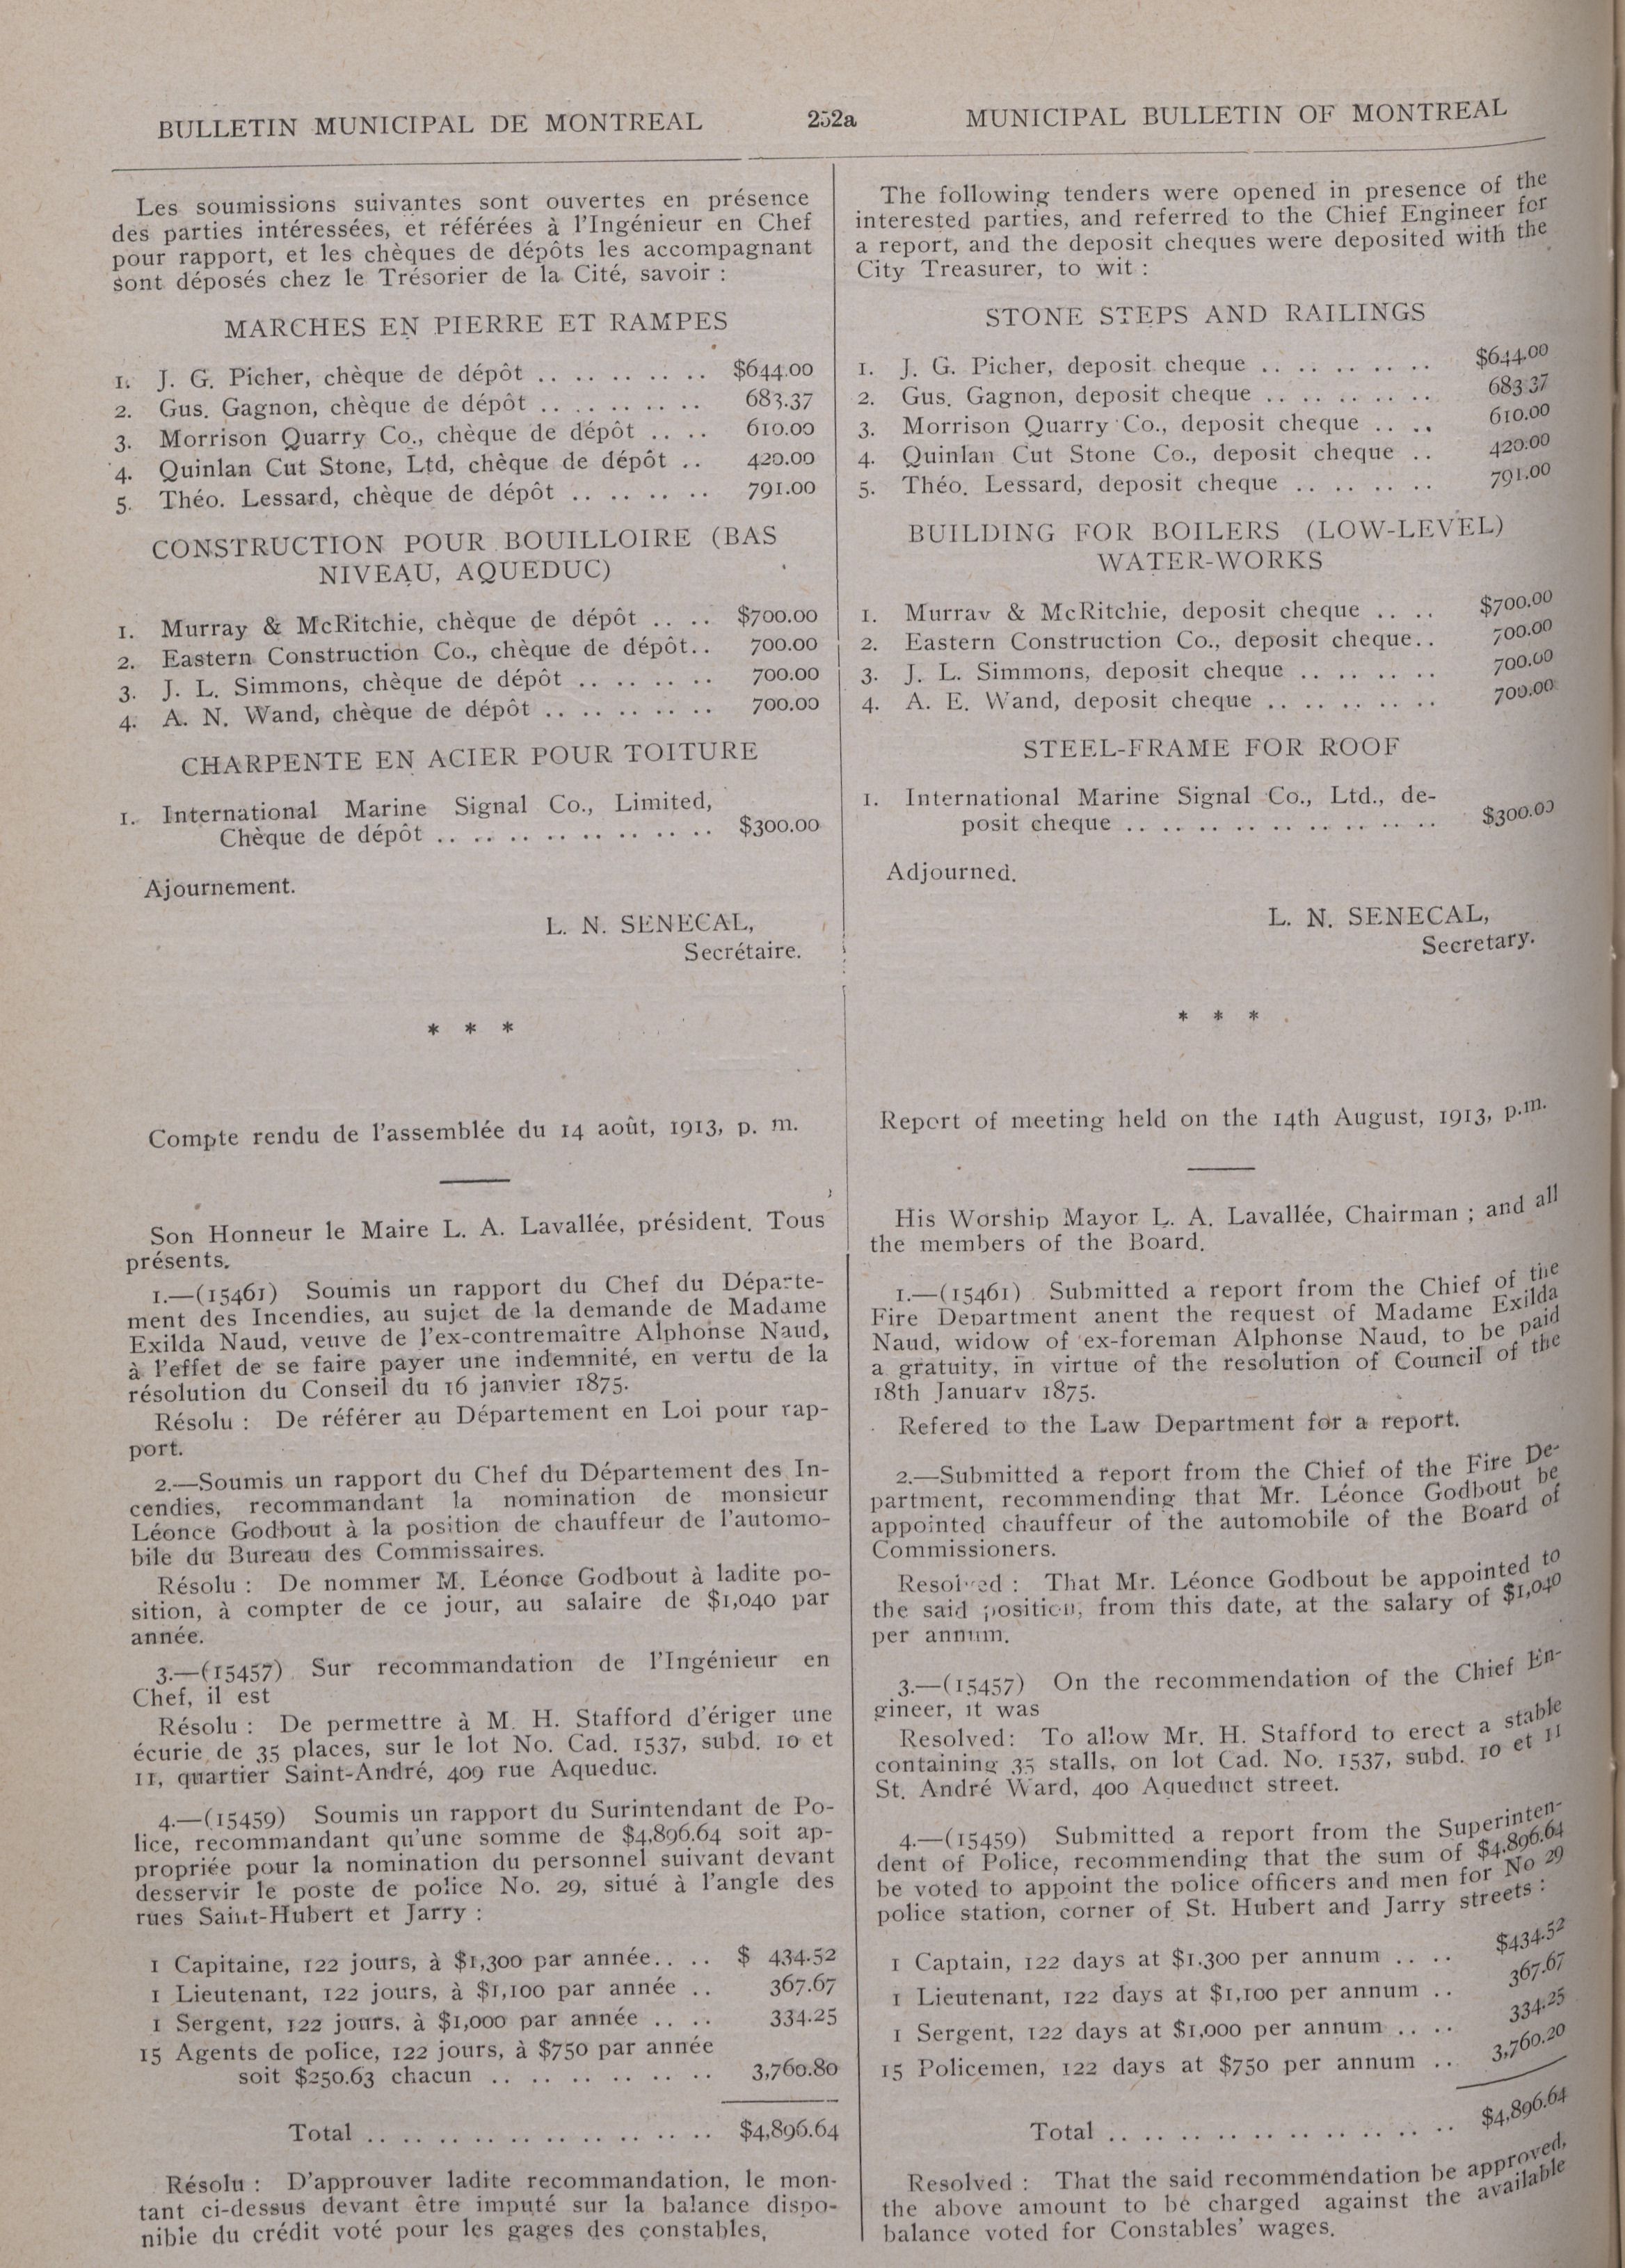 BULLETIN MUNICIPAL DE MONTREAL
252a
MUNICIPAL BULLETIN OF MONTREAL
Les soumissions suivantes sont ouvertes en présence
des parties intéressées, et référées à l'Ingénieur en Chef
pour rapport, et les chèques de dépôts les accompagnant
sont déposés chez le Trésorier de la Cité, savoir :
MARCHES EN PIERRE ET RAMPES
1. J. G. Picher, chèque de dépôt .. .. .. .. .. $644.00
2. Gus. Gagnon, chèque de dépôt .. .. .. .. .. 683.37
3. Morrison Quarry Co., chèque de dépôt .. .. 610.00
4. Quinlan Cut Stone, Ltd, chèque de dépôt .. 420.00
5. Théo. Lessard, chèque de dépôt .. .. .. .. 791.00
CONSTRUCTION POUR BOUILLOIRE (BAS
NIVEAU, AQUEDUC)
1. Murray & McRitchie, chèque de dépôt .. .. $700.00
2. Eastern Construction Co., chèque de dépôt.. 700.00
3. J. L. Simmons, chèque de dépôt .. .. .. .. 700.00
4. A. N. Wand, chèque de dépôt .. .. .. .. .. 700.00
CHARPENTE EN ACIER POUR TOITURE
1. International Marine Signal Co., Limited,
Chèque de dépôt .. .. .. .. .. .. .. .. $300.00
Ajournement.
L. N. SENECAL,
Secrétaire.
* * *
Compte rendu de l'assemblée du 14 août, 1913, p. m.
Son Honneur le Maire L. A. Lavallée, président. Tous
présents.
1.—(15461) Soumis un rapport du Chef du Départe-
ment des Incendies, au sujet de la demande de Madame
Exilda Naud, veuve de l'ex-contremaître Alphonse Naud,
à l'effet de se faire payer une indemnité, en vertu de la
résolution du Conseil du 16 janvier 1875.
Résolu : De référer au Département en Loi pour rap-
port.
2.—Soumis un rapport du Chef du Département des In-
cendies, recommandant la nomination de monsieur
Léonce Godbout à la position de chauffeur de l'automo-
bile du Bureau des Commissaires.
Résolu : De nommer M. Léonce Godbout à ladite po-
sition, à compter de ce jour, au salaire de $1,040 par
année.
3.—(15457) Sur recommandation de l'Ingénieur en
Chef, il est
Résolu : De permettre à M. H. Stafford d'ériger une
écurie de 35 places, sur le lot No. Cad. 1537, subd. 10 et
11, quartier Saint-André, 409 rue Aqueduc.
4.—(15459) Soumis un rapport du Surintendant de Po-
lice, recommandant qu'une somme de $4,896.64 soit ap-
propriée pour la nomination du personnel suivant devant
desservir le poste de police No. 29, situé à l'angle des
rues Saint-Hubert et Jarry :
1 Capitaine, 122 jours, à $1,300 par année.. .. $ 434.52
1 Lieutenant, 122 jours, à $1,100 par année .. 367.67
1 Sergent, 122 jours, à $1,000 par année .. .. 334.25
15 Agents de police, 122 jours, à $750 par année
soit $250.63 chacun .. .. .. .. .. .. 3,760.80
Total .. .. .. .. .. .. .. .. .. .. $4,896.64
Résolu : D'approuver ladite recommandation, le mon-
tant ci-dessus devant être imputé sur la balance dispo-
nible du crédit voté pour les gages des constables.
The following tenders were opened in presence of the
interested parties, and referred to the Chief Engineer for
a report, and the deposit cheques were deposited with the
City Treasurer, to wit :
STONE STEPS AND RAILINGS
1. J. G. Picher, deposit cheque .. .. .. .. .. $644.00
2. Gus. Gagnon, deposit cheque .. .. .. .. .. 683.37
3. Morrison Quarry Co., deposit cheque .. .. 610.00
4. Quinlan Cut Stone Co., deposit cheque .. 420.00
5. Théo. Lessard, deposit cheque .. .. .. .. 791.00
BUILDING FOR BOILERS (LOW-LEVEL)
WATER-WORKS
1. Murray & McRitchie, deposit cheque .. .. $700.00
2. Eastern Construction Co., deposit cheque.. 700.00
3. J. L. Simmons, deposit cheque .. .. .. .. 700.00
4. A. E. Wand, deposit cheque .. .. .. .. .. 700.00
STEEL-FRAME FOR ROOF
1. International Marine Signal Co., Ltd., de-
posit cheque .. .. .. .. .. .. .. .. .. $300.00
Adjourned.
L. N. SENECAL,
Secretary.
* * *
Report of meeting held on the 14th August, 1913, p.m.
His Worship Mayor L. A. Lavallée, Chairman ; and all
the members of the Board.
1.—(15461) Submitted a report from the Chief of the
Fire Department anent the request of Madame Exilda
Naud, widow of ex-foreman Alphonse Naud, to be paid
a gratuity, in virtue of the resolution of Council of the
18th January 1875.
Refered to the Law Department for a report.
2.—Submitted a report from the Chief of the Fire De-
partment, recommending that Mr. Léonce Godbout be
appointed chauffeur of the automobile of the Board of
Commissioners.
Resolved : That Mr. Léonce Godbout be appointed to
the said position, from this date, at the salary of $1,040
per annum.
3.—(15457) On the recommendation of the Chief En-
gineer, it was
Resolved: To allow Mr. H. Stafford to erect a stable
containing 35 stalls, on lot Cad. No. 1537, subd. 10 et 11
St. André Ward, 400 Aqueduct street.
4.—(15459) Submitted a report from the Superinten-
dent of Police, recommending that the sum of $4,896.64
be voted to appoint the police officers and men for No 29
police station, corner of St. Hubert and Jarry streets :
1 Captain, 122 days at $1,300 per annum .. .. $434.52
1 Lieutenant, 122 days at $1,100 per annum .. 367.67
1 Sergent, 122 days at $1,000 per annum .. .. 334.25
15 Policemen, 122 days at $750 per annum .. 3,760.20
Total .. .. .. .. .. .. .. .. .. .. $4,896.64
Resolved : That the said recommendation be approved,
the above amount to be charged against the available
balance voted for Constables' wages.